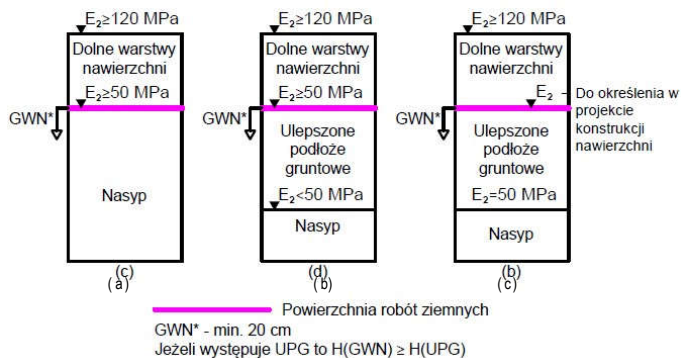 E₂≥120 MPa
Dolne warstwy
nawierzchni
E₂≥50 MPa
GWN*
Nasyp
(c)
(a)
E₂≥120 MPa
Dolne warstwy
nawierzchni
E₂≥50 MPa
GWN*
Ulepszone
podłoże
gruntowe
E₂<50 MPa
Nasyp
(d)
(b)
E₂≥120 MPa
Dolne warstwy
nawierzchni
E₂ - Do określenia w
projekcie
konstrukcji
nawierzchni
GWN*
Ulepszone
podłoże
gruntowe
E₂=50 MPa
Nasyp
(b)
(c)
Powierzchnia robót ziemnych
GWN* - min. 20 cm
Jeżeli występuje UPG to H(GWN) ≥ H(UPG)